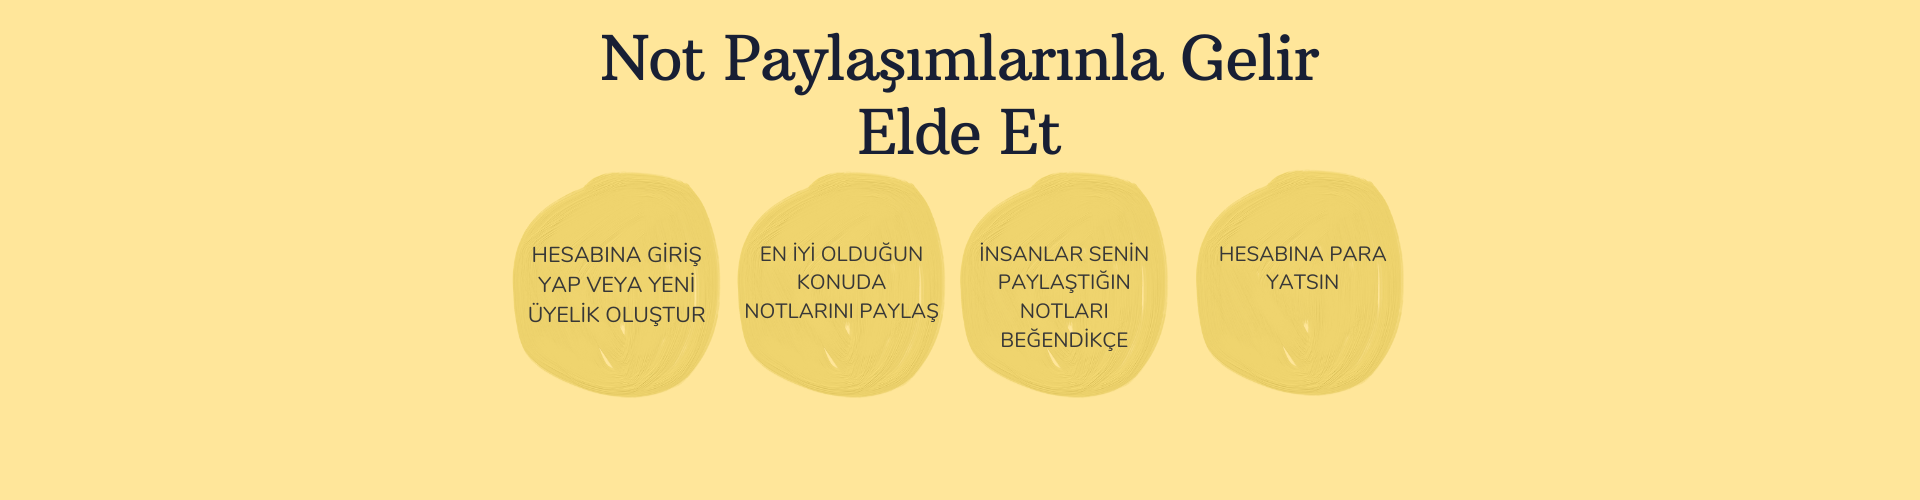 Not Paylaşımlarınla Gelir
Elde Et
HESABINA GİRİŞ
YAP VEYA YENİ
ÜYELİK OLUŞTUR
EN İYİ OLDUĞUN
KONUDA
NOTLARINI PAYLAŞ
İNSANLAR SENİN
PAYLAŞTIĞIN
NOTLARI
BEĞENDİKÇE
HESABINA PARA
YATSIN